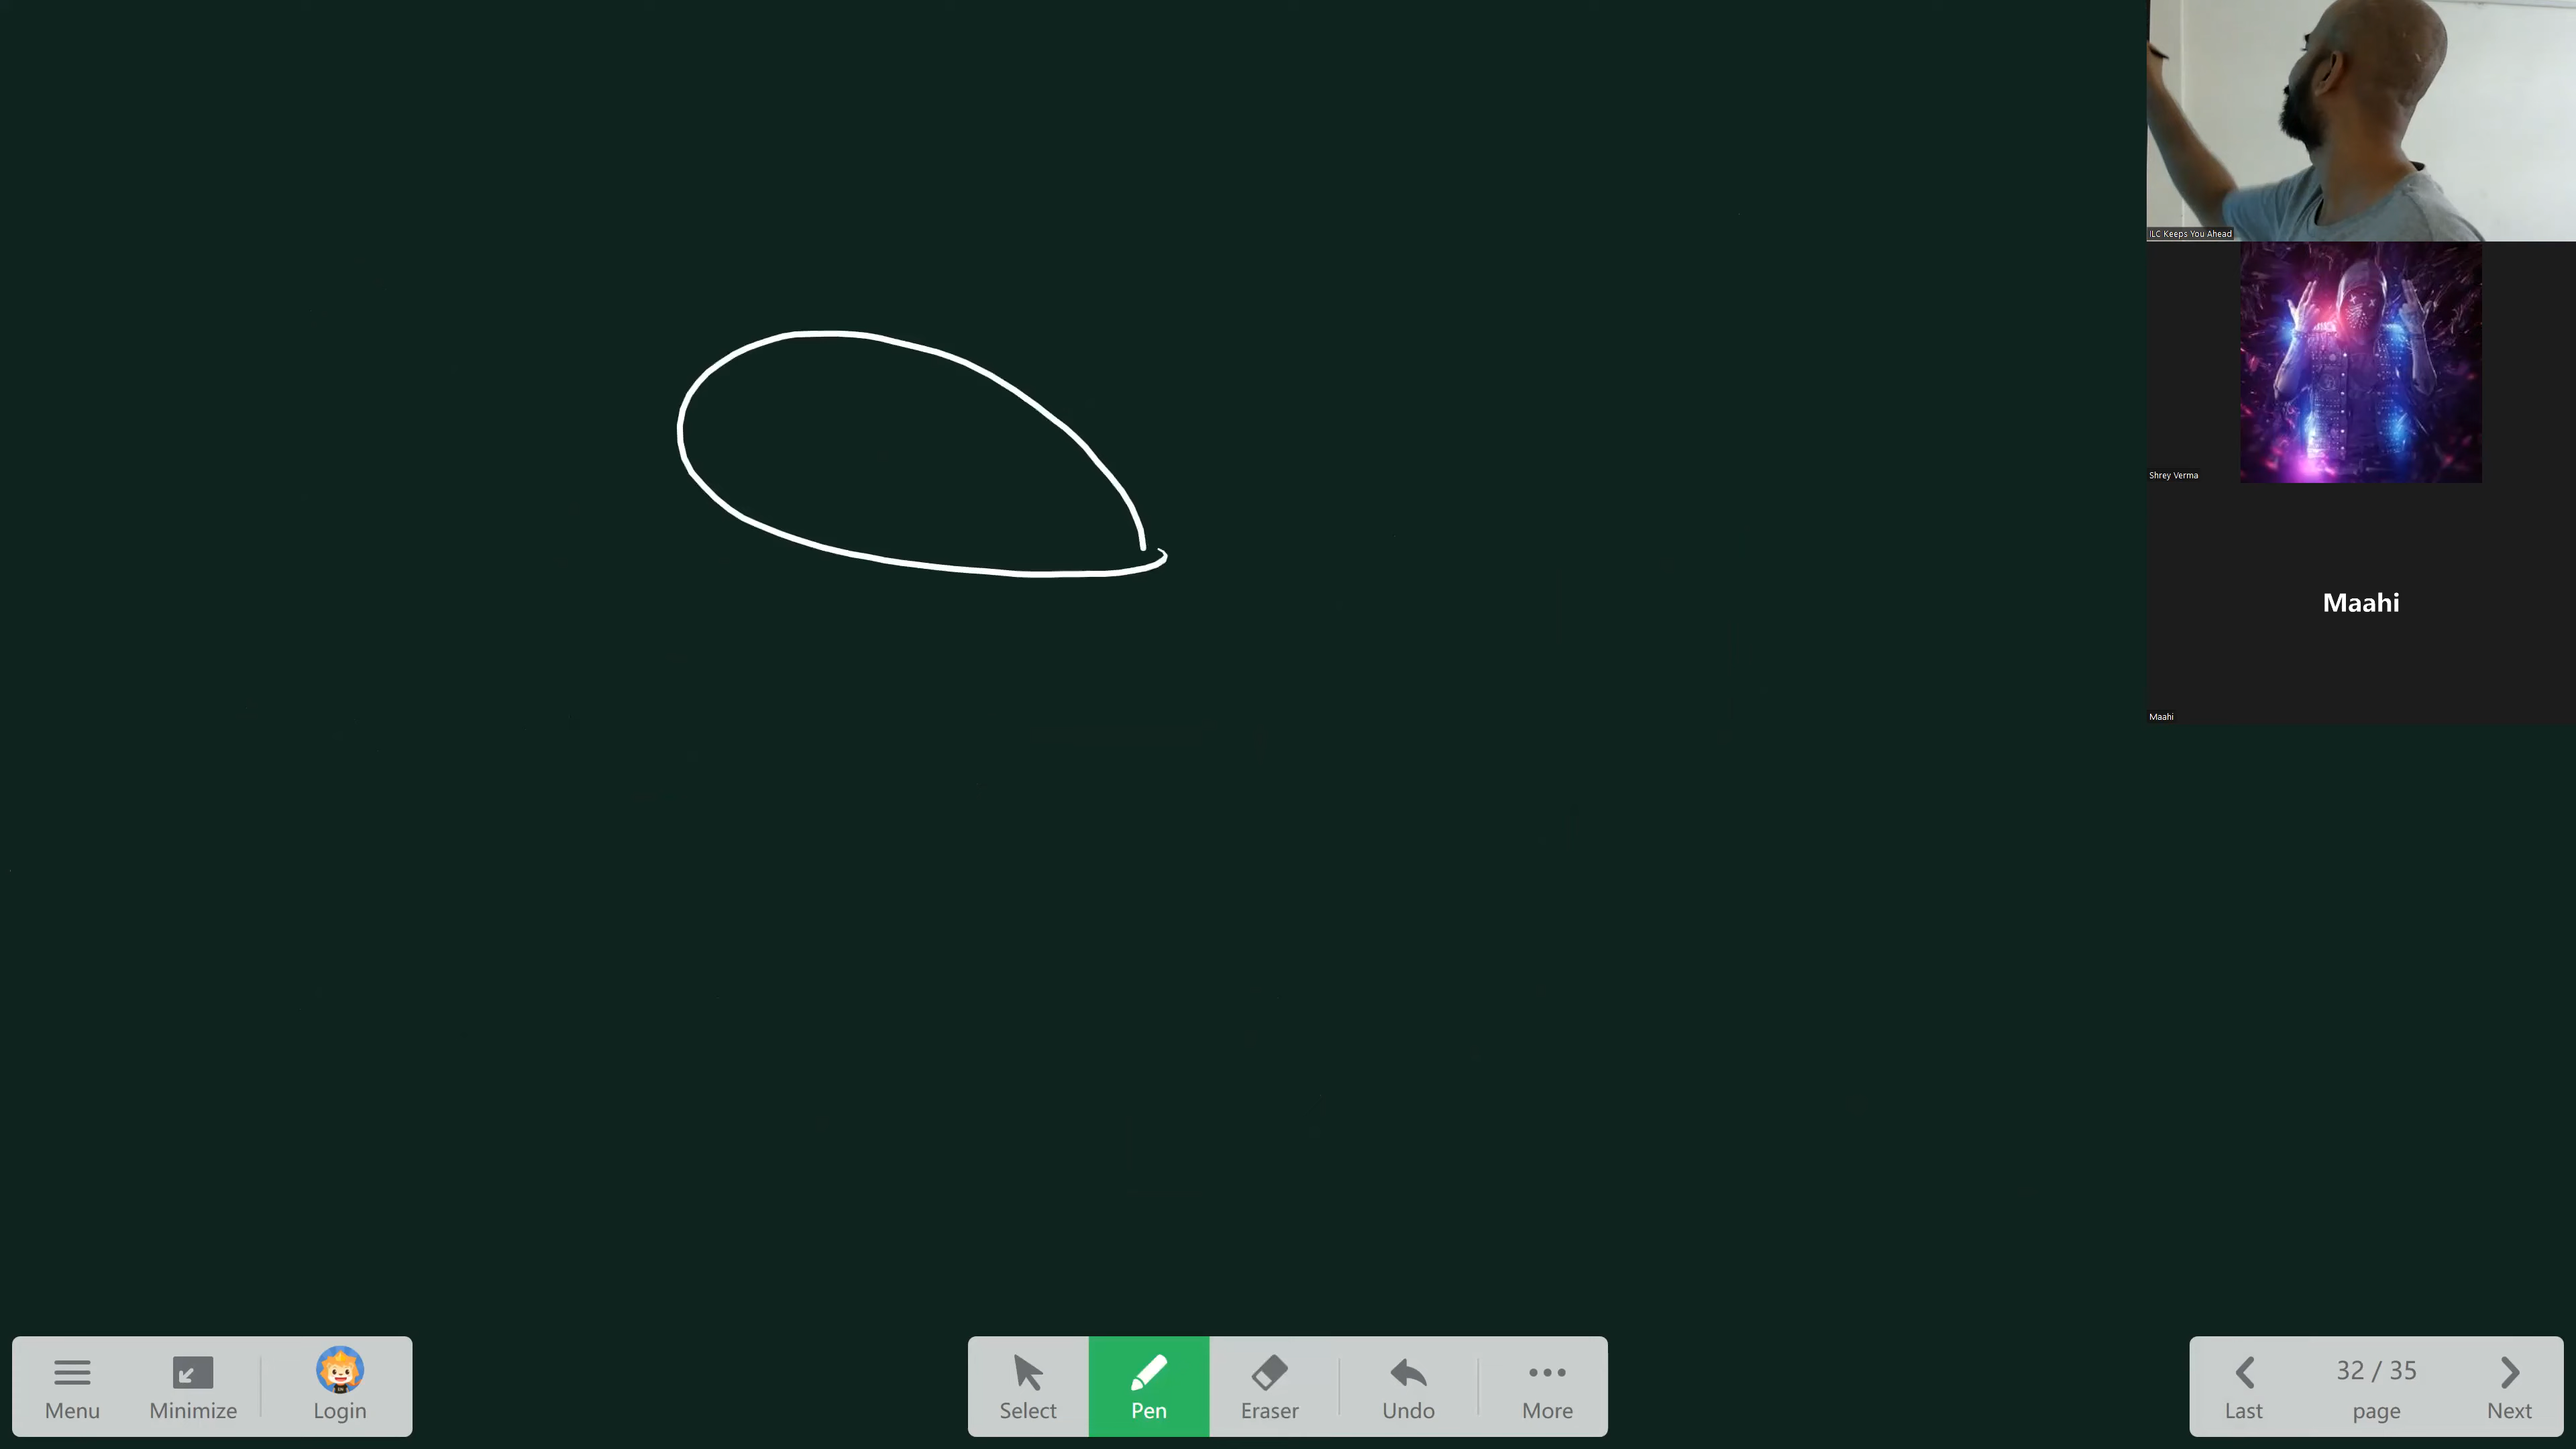 ILC Keeps You Ahead
Shrey Verma
Maahi
Maahi
Menu
Minimize
Login
Select
Pen
Eraser
Undo
More
Last
32 / 35
page
Next